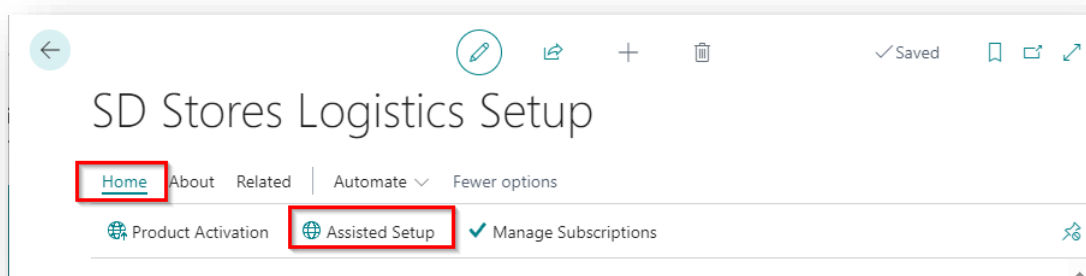 Saved
SD Stores Logistics Setup
Home About Related Automate Fewer options
Product Activation Assisted Setup Manage Subscriptions